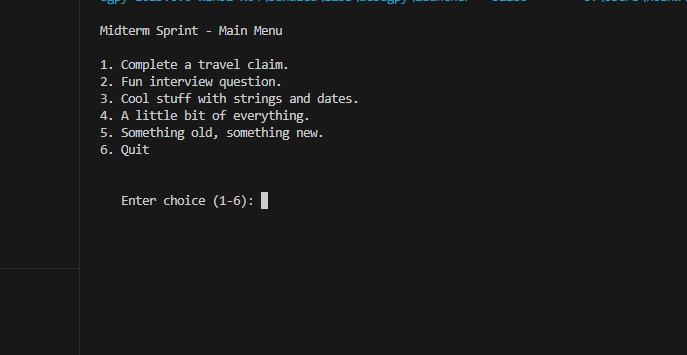 Midterm Sprint - Main Menu
1. Complete a travel claim.
2. Fun interview question.
3. Cool stuff with strings and dates.
4. A little bit of everything.
5. Something old, something new.
6. Quit
Enter choice (1-6):